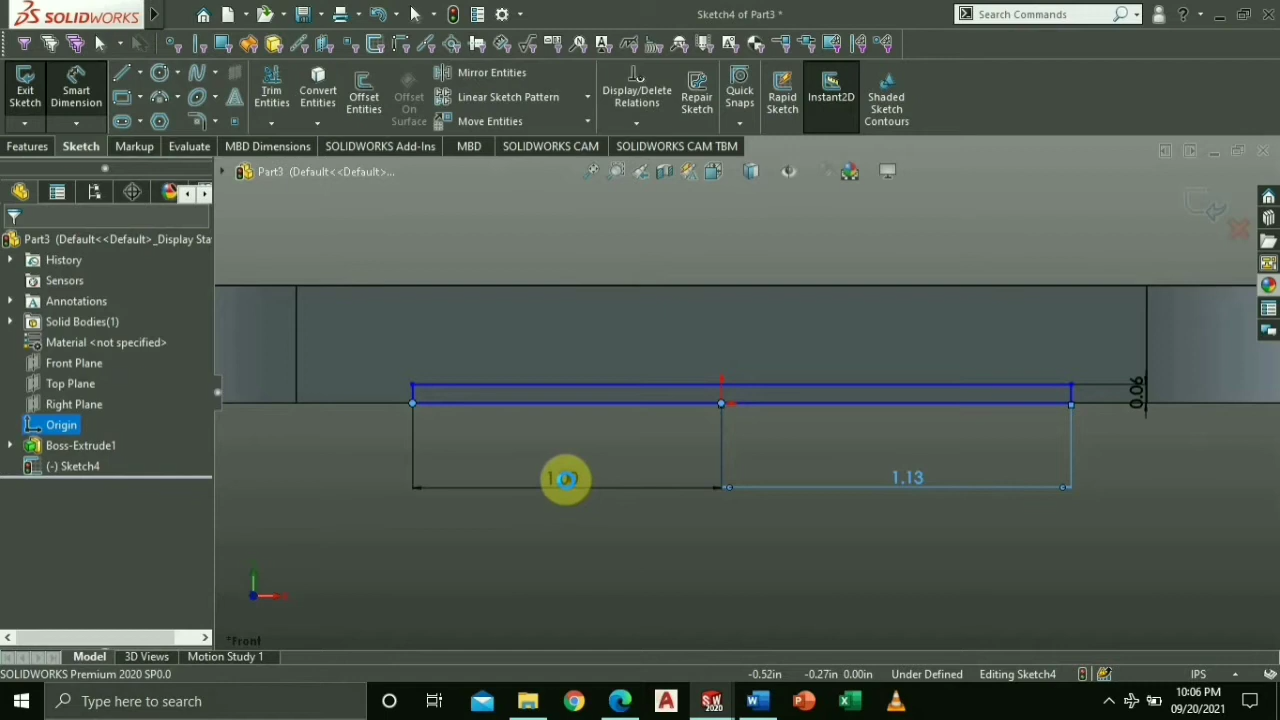 SOLIDWORKS
Sketch4 of Part3 *
Search Commands
Exit Sketch
Smart Dimension
Trim Entities
Convert Entities
Offset Entities
Offset On Surface
Mirror Entities
Linear Sketch Pattern
Move Entities
Display/Delete Relations
Repair Sketch
Quick Snaps
Rapid Sketch
Instant2D
Shaded Sketch Contours
Features
Sketch
Markup
Evaluate
MBD Dimensions
SOLIDWORKS Add-Ins
MBD
SOLIDWORKS CAM
SOLIDWORKS CAM TBM
Part3 (Default<<Default>...
Part3 (Default<<Default>_Display Sta
History
Sensors
Annotations
Solid Bodies(1)
Material <not specified>
Front Plane
Top Plane
Right Plane
Origin
Boss-Extrude1
(-) Sketch4
0.06
1.13
*Front
Model
3D Views
Motion Study 1
SOLIDWORKS Premium 2020 SP0.0
-0.52in
-0.27in
0.00in
Under Defined
Editing Sketch4
IPS
Type here to search
10:06 PM
09/20/2021